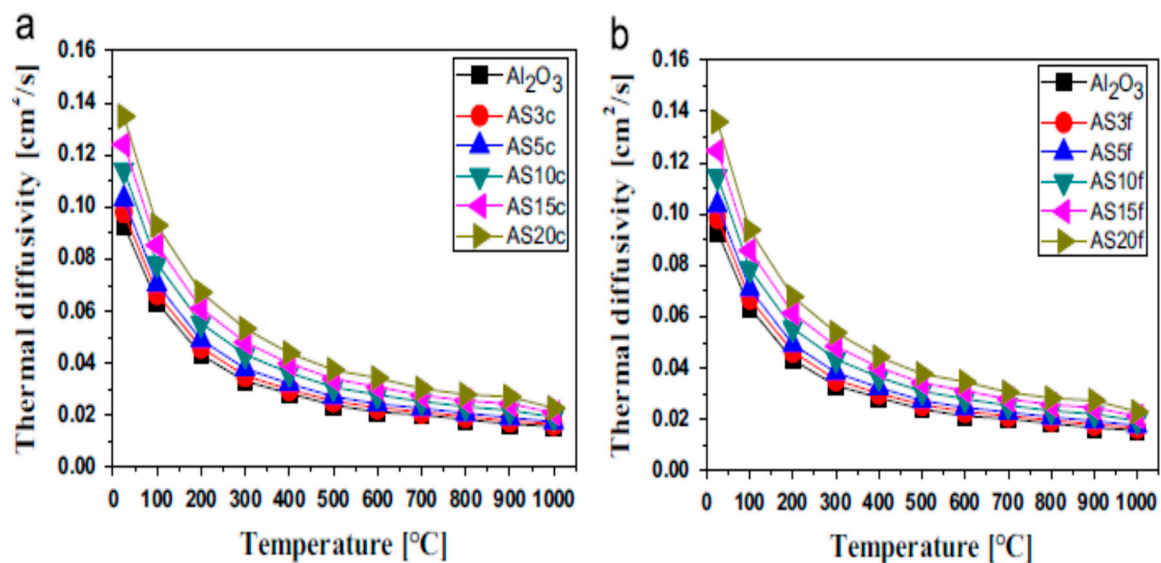 a
Thermal diffusivity [cm²/s]
0.16
0.14
0.12
0.10
0.08
0.06
0.04
0.02
0.00
Al₂O₃
AS3c
AS5c
AS10c
AS15c
AS20c
0 100 200 300 400 500 600 700 800 900 1000
Temperature [°C]
b
Thermal diffusivity [cm²/s]
0.16
0.14
0.12
0.10
0.08
0.06
0.04
0.02
0.00
Al₂O₃
AS3f
AS5f
AS10f
AS15f
AS20f
0 100 200 300 400 500 600 700 800 900 1000
Temperature [°C]